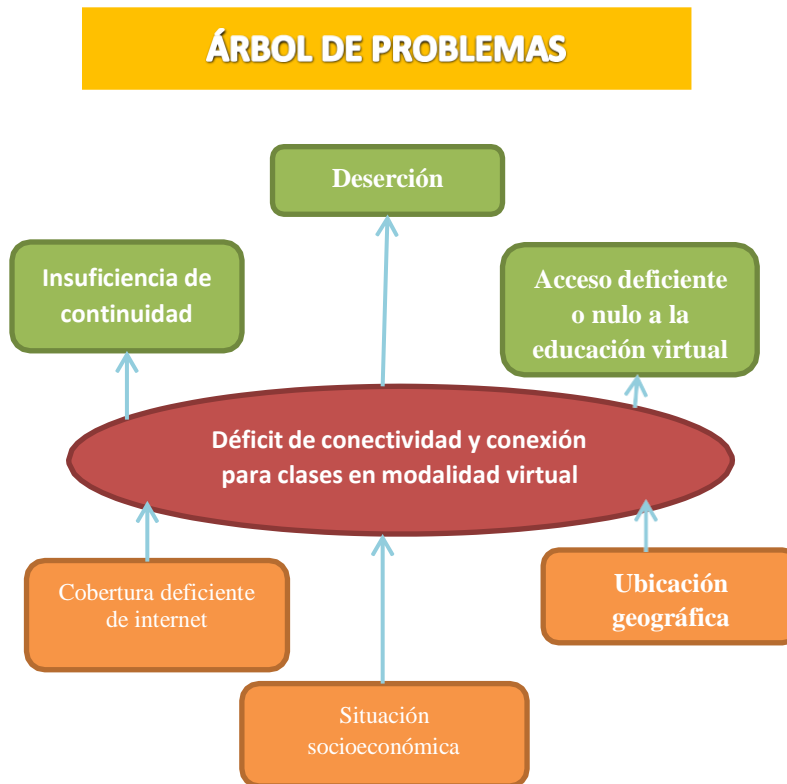 ÁRBOL DE PROBLEMAS
Deserción
Insuficiencia de
continuidad
Acceso deficiente
o nulo a la
educación virtual
Déficit de conectividad y conexión
para clases en modalidad virtual
Cobertura deficiente
de internet
Ubicación
geográfica
Situación
socioeconómica